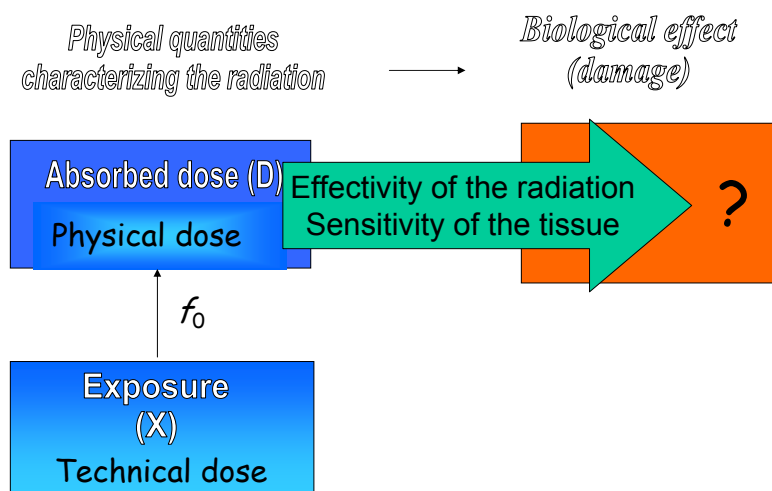 Physical quantities
characterizing the radiation
Biological effect
(damage)
Absorbed dose (D)
Physical dose
Effectivity of the radiation
Sensitivity of the tissue
?
f₀
Exposure
(X)
Technical dose